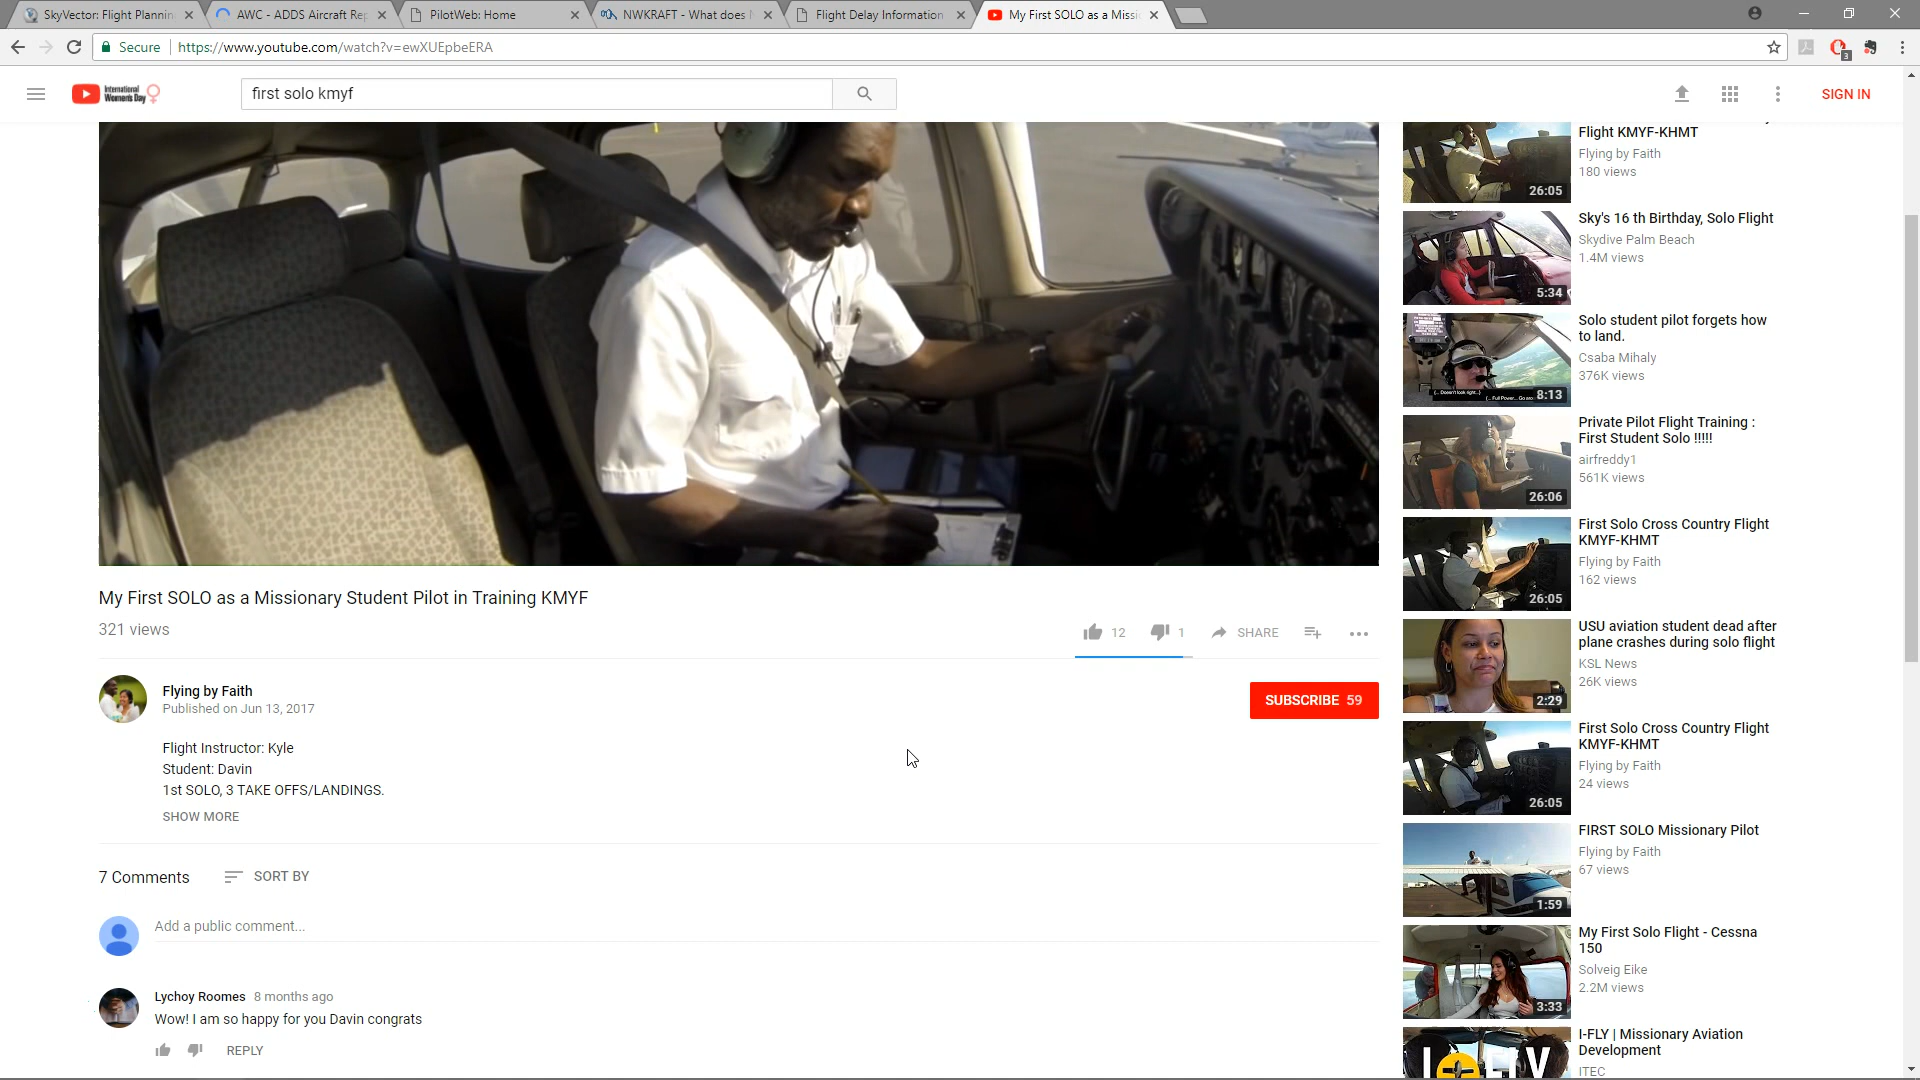 SkyVector: Flight Plannin
AWC - ADDS Aircraft Re
PilotWeb: Home
NWKRAFT - What does
Flight Delay Information
My First SOLO as a Missi
Secure
https://www.youtube.com/watch?v=ewXUEpbeERA
3
International
Women's Day
first solo kmyf
SIGN IN
My First SOLO as a Missionary Student Pilot in Training KMYF
321 views
12
1
SHARE
Flying by Faith
Published on Jun 13, 2017
SUBSCRIBE 59
Flight Instructor: Kyle
Student: Davin
1st SOLO, 3 TAKE OFFS/LANDINGS.
SHOW MORE
7 Comments
SORT BY
Add a public comment...
Lychoy Roomes 8 months ago
Wow! I am so happy for you Davin congrats
REPLY
Flight KMYF-KHMT
Flying by Faith
180 views
26:05
Sky's 16 th Birthday, Solo Flight
Skydive Palm Beach
1.4M views
5:34
Solo student pilot forgets how
to land.
Csaba Mihaly
376K views
8:13
Private Pilot Flight Training :
First Student Solo !!!!!
airfreddy1
561K views
26:06
First Solo Cross Country Flight
KMYF-KHMT
Flying by Faith
162 views
26:05
USU aviation student dead after
plane crashes during solo flight
KSL News
26K views
2:29
First Solo Cross Country Flight
KMYF-KHMT
Flying by Faith
24 views
26:05
FIRST SOLO Missionary Pilot
Flying by Faith
67 views
1:59
My First Solo Flight - Cessna
150
Solveig Eike
2.2M views
3:33
I-FLY | Missionary Aviation
Development
ITEC